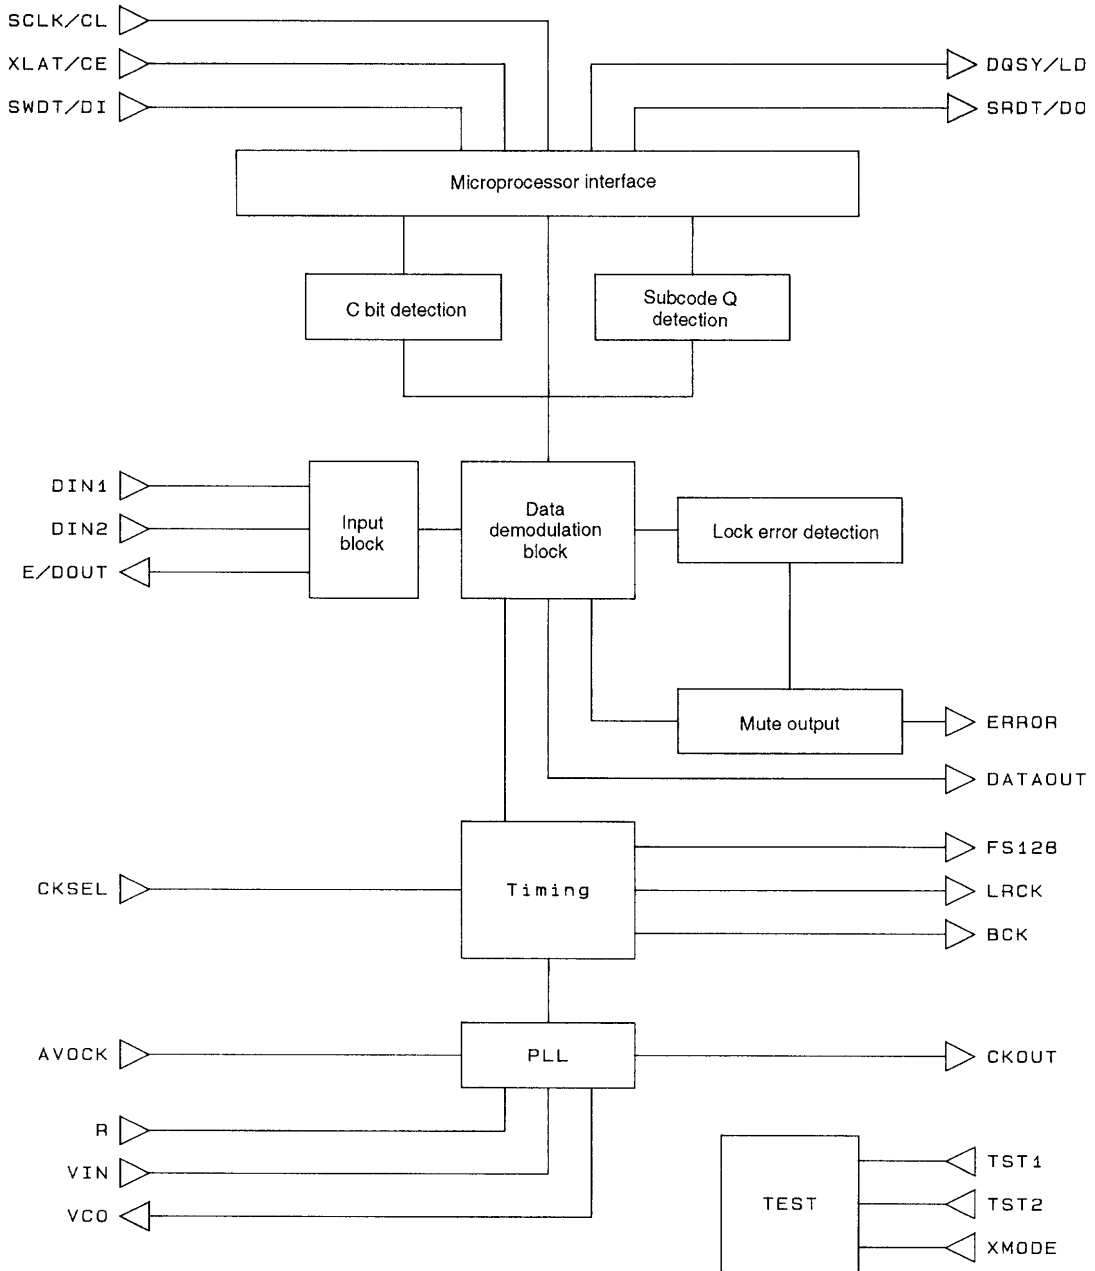 SCLK/CL
XLAT/CE
DQSY/LD
SWDT/DI
SRDT/DO
Microprocessor interface
C bit detection
Subcode Q
detection
DIN1
DIN2
E/DOUT
Input
block
Data
demodulation
block
Lock error detection
Mute output
ERROR
DATAOUT
CKSEL
Timing
FS128
LRCK
BCK
AVOCK
PLL
CKOUT
R
VIN
VCO
TEST
TST1
TST2
XMODE